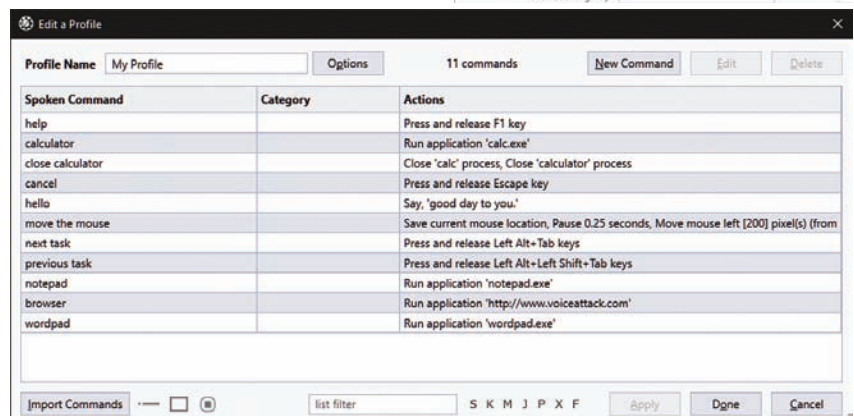 Edit a Profile
Profile Name My Profile Options 11 commands New Command Edit Delete
Spoken Command Category Actions
help Press and release F1 key
calculator Run application 'calc.exe'
close calculator Close 'calc' process, Close 'calculator' process
cancel Press and release Escape key
hello Say, 'good day to you.'
move the mouse Save current mouse location, Pause 0.25 seconds, Move mouse left [200] pixel(s) (from
next task Press and release Left Alt+Tab keys
previous task Press and release Left Alt+Left Shift+Tab keys
notepad Run application 'notepad.exe'
browser Run application 'http://www.voiceattack.com'
wordpad Run application 'wordpad.exe'
Import Commands list filter S K M J P X F Apply Done Cancel